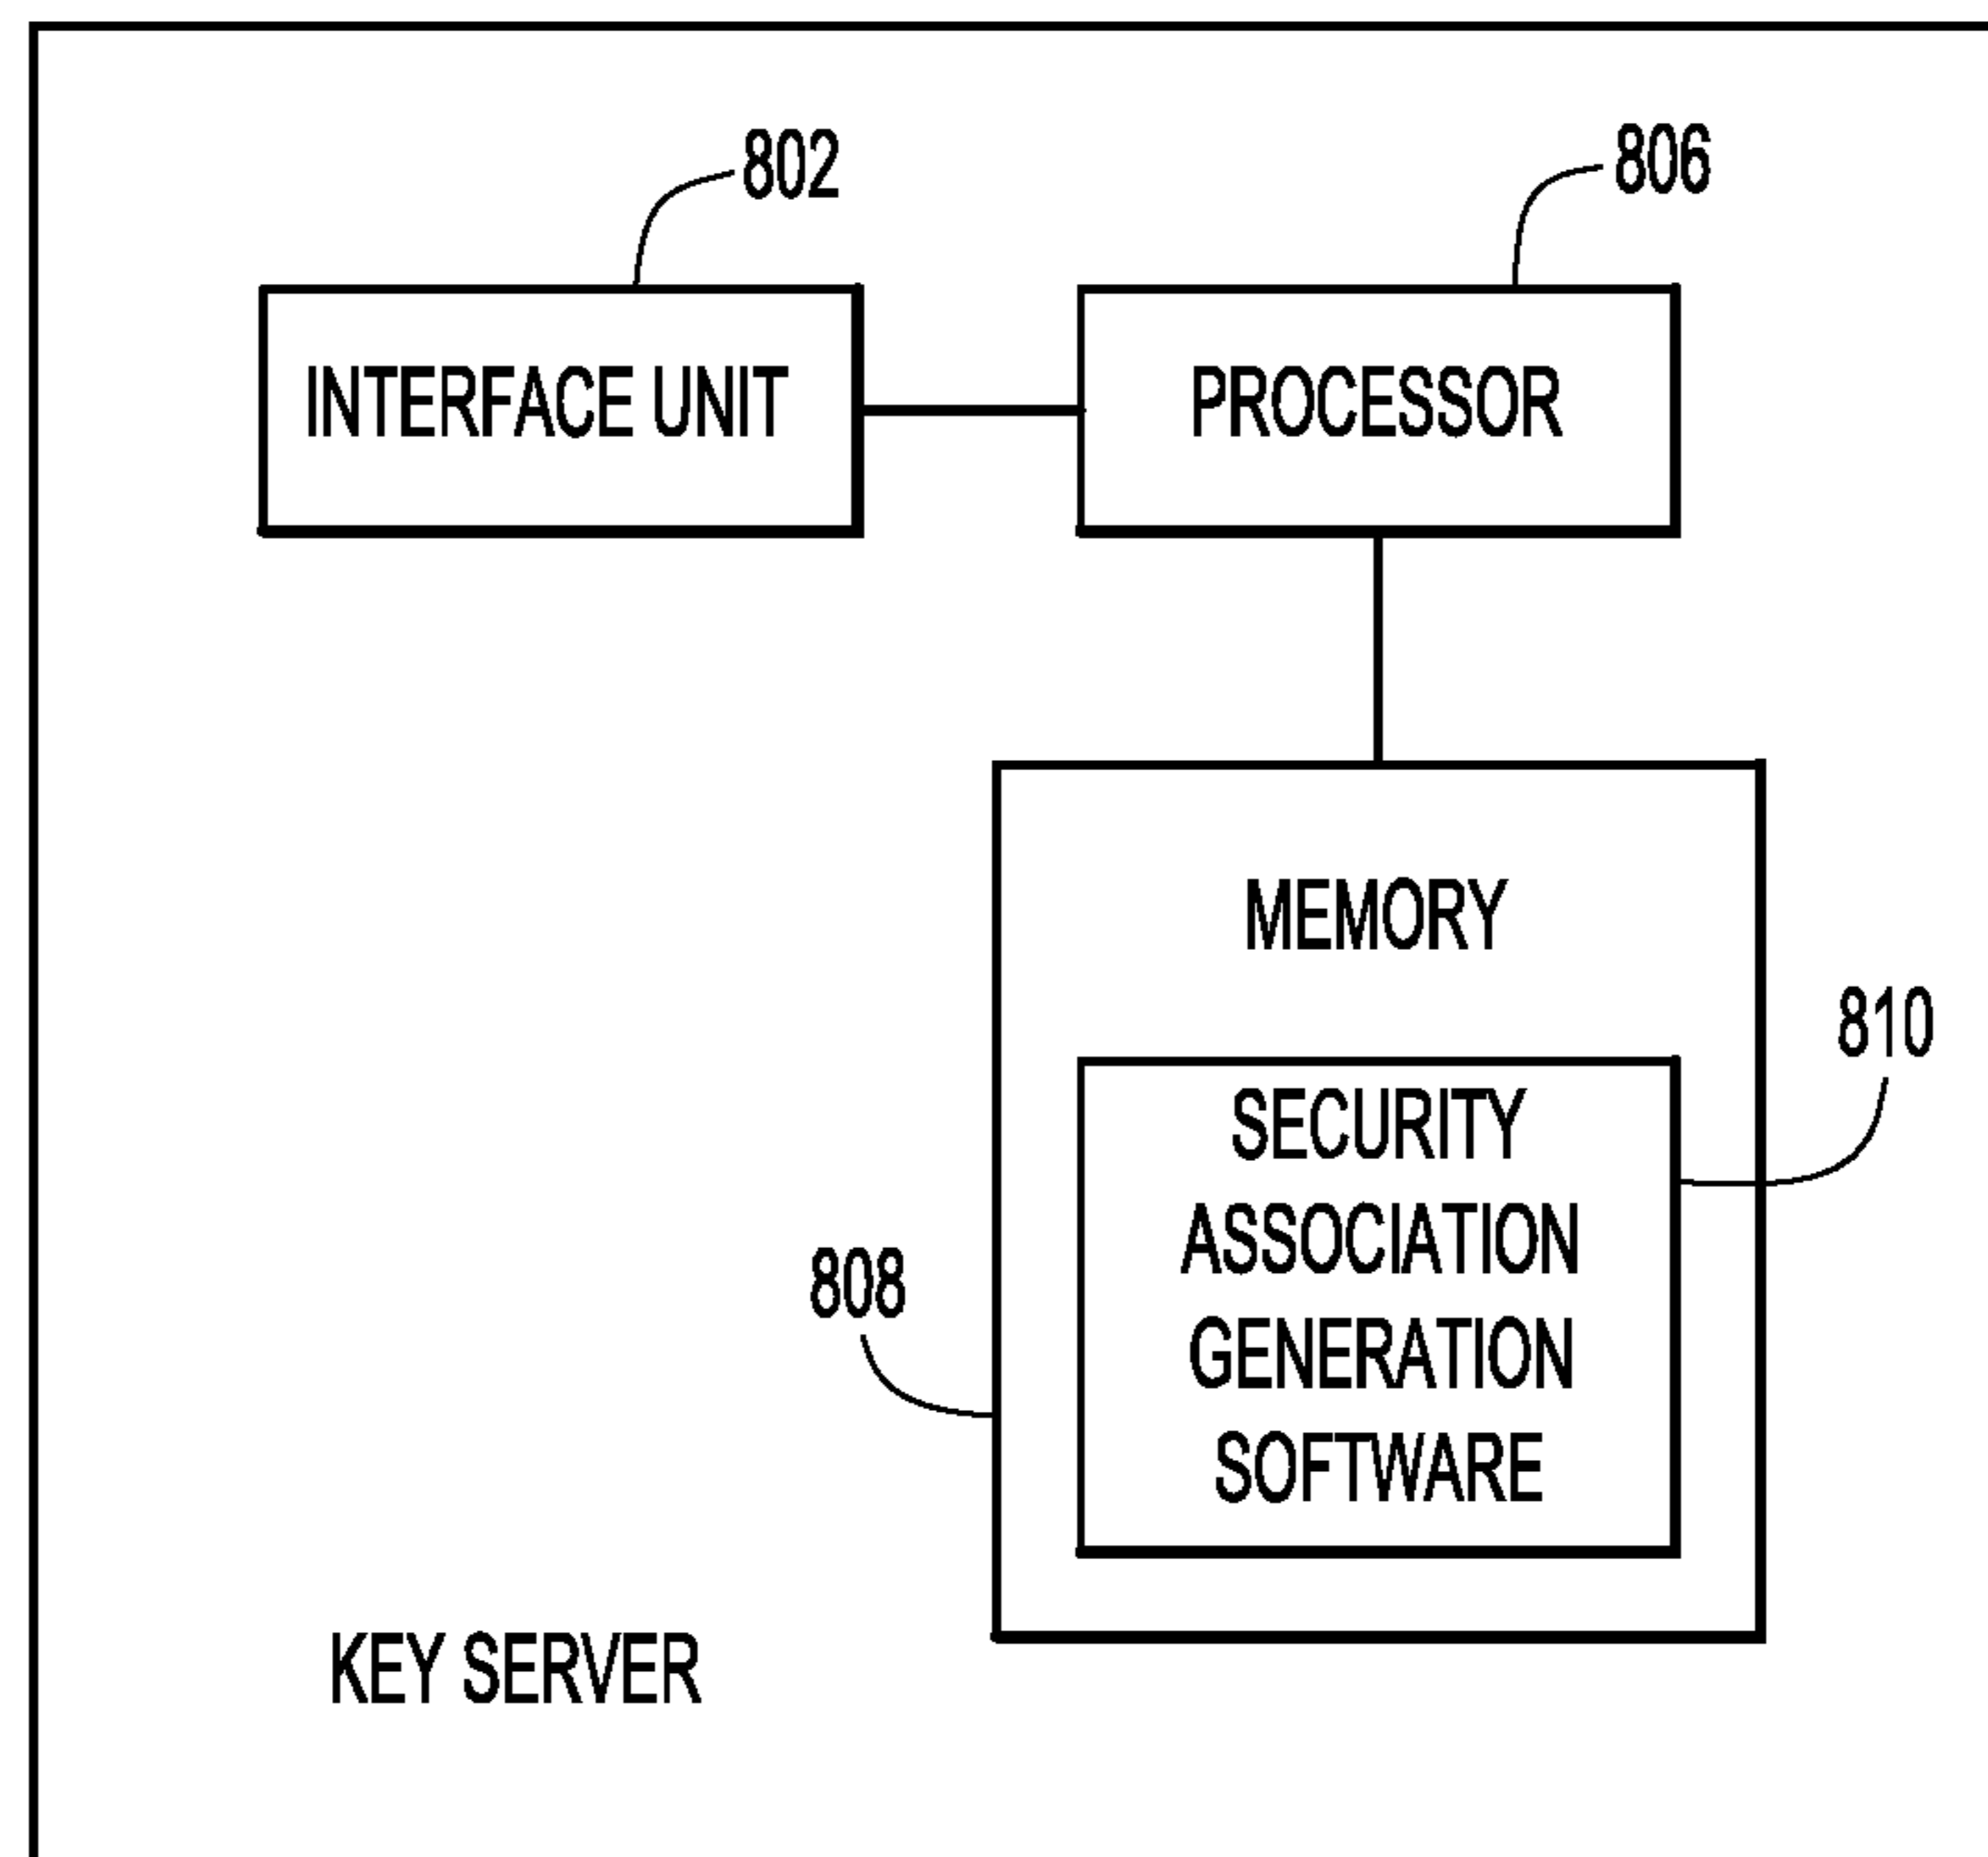 802
806
INTERFACE UNIT
PROCESSOR
MEMORY
810
SECURITY
ASSOCIATION
GENERATION
SOFTWARE
808
KEY SERVER